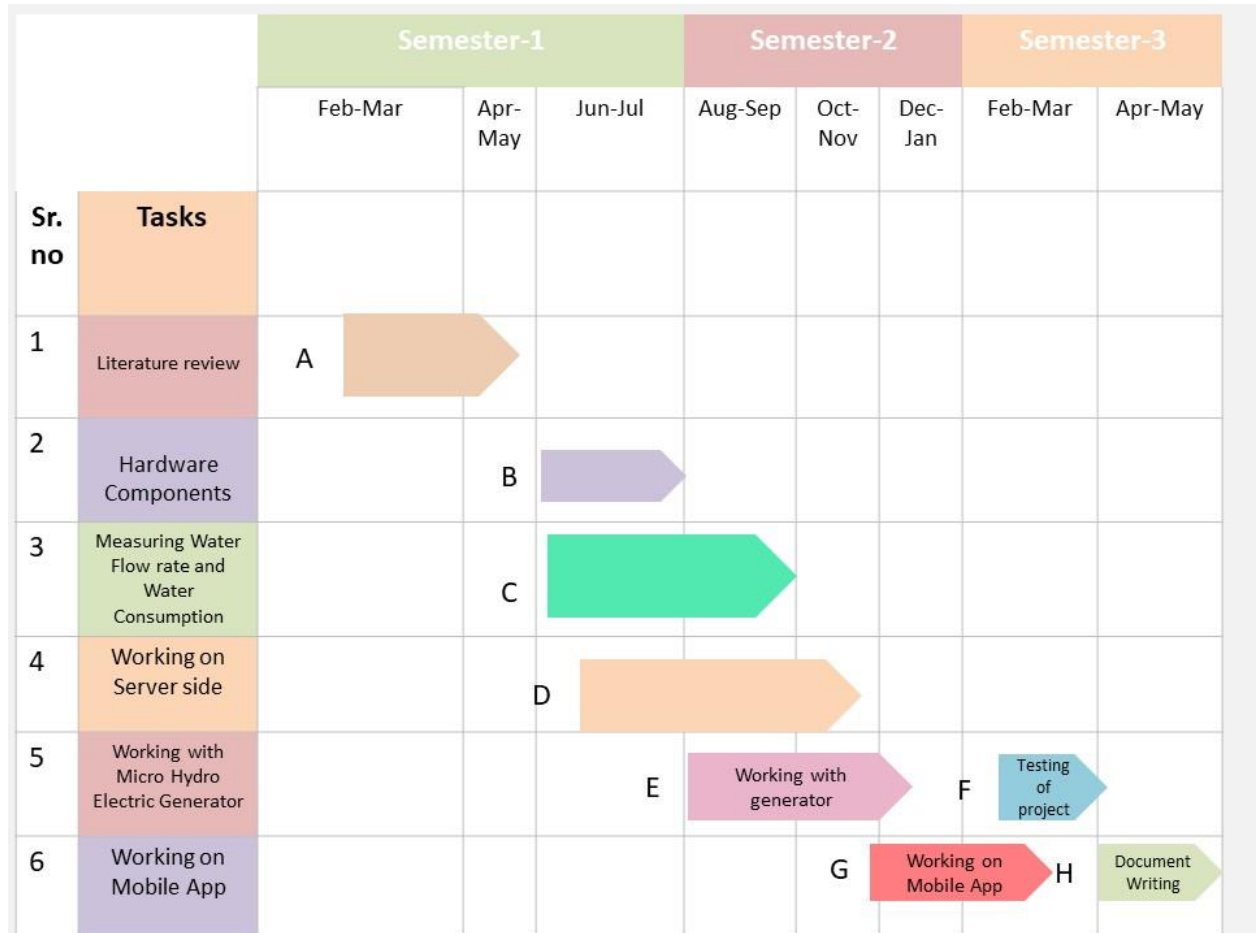 Semester-1 Semester-2 Semester-3
Feb-Mar Apr- Jun-Jul Aug-Sep Oct- Dec- Feb-Mar Apr-May
May Nov Jan
Sr. Tasks
no
1
Literature review
A
2
Hardware
Components
B
3
Measuring Water
Flow rate and
Water
Consumption
C
4
Working on
Server side
D
5
Working with
Micro Hydro
Electric Generator
E
Working with
generator
F
Testing
of
project
6
Working on
Mobile App
G
Working on
Mobile App
H
Document
Writing